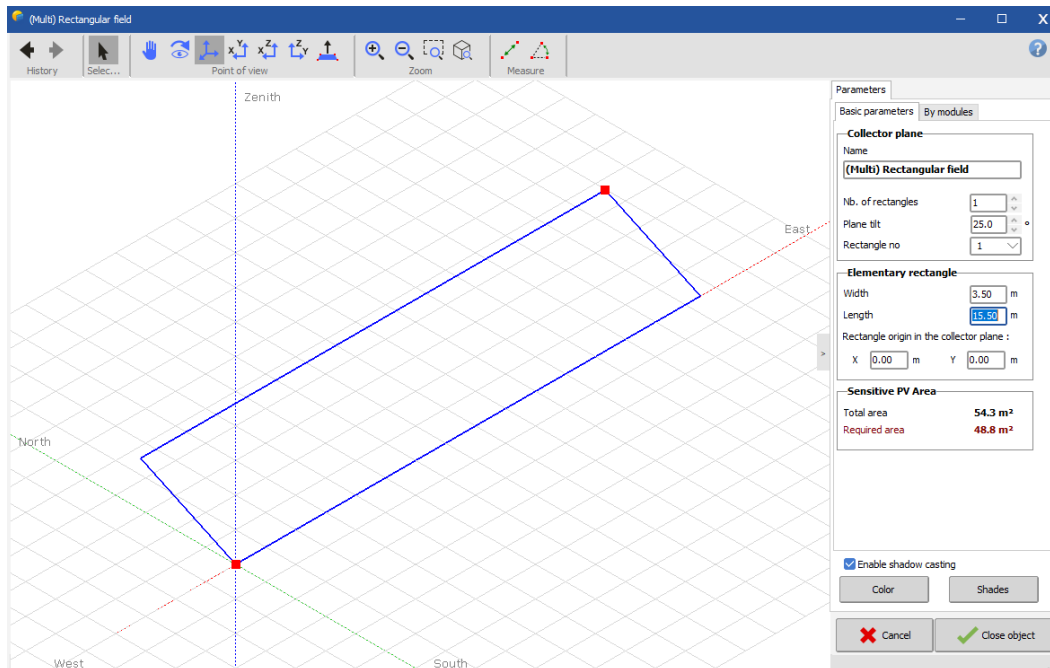 (Multi) Rectangular field
History
Selec...
Point of view
Zoom
Measure
?
Zenith
East
North
West
South
>
Parameters
Basic parameters
By modules
Collector plane
Name
(Multi) Rectangular field
Nb. of rectangles 1
Plane tilt 25.0 °
Rectangle no 1
Elementary rectangle
Width 3.50 m
Length 15.50 m
Rectangle origin in the collector plane :
X 0.00 m Y 0.00 m
Sensitive PV Area
Total area 54.3 m²
Required area 48.8 m²
Enable shadow casting
Color
Shades
Cancel
Close object